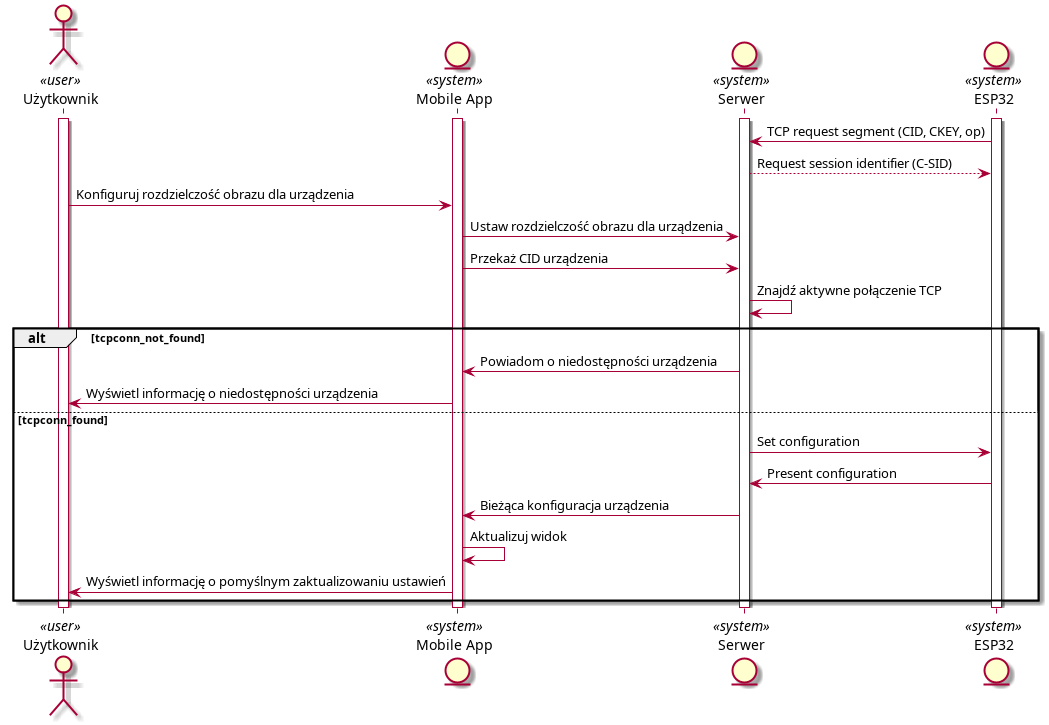 «user» «system» «system» «system»
Użytkownik Mobile App Serwer ESP32
TCP request segment (CID, CKEY, op)
Request session identifier (C-SID)
Konfiguruj rozdzielczość obrazu dla urządzenia
Ustaw rozdzielczość obrazu dla urządzenia
Przekaż CID urządzenia
Znajdź aktywne połączenie TCP
alt [tcpconn_not_found]
Powiadom o niedostępności urządzenia
Wyświetl informację o niedostępności urządzenia
[tcpconn_found]
Set configuration
Present configuration
Bieżąca konfiguracja urządzenia
Aktualizuj widok
Wyświetl informację o pomyślnym zaktualizowaniu ustawień
«user» «system» «system» «system»
Użytkownik Mobile App Serwer ESP32